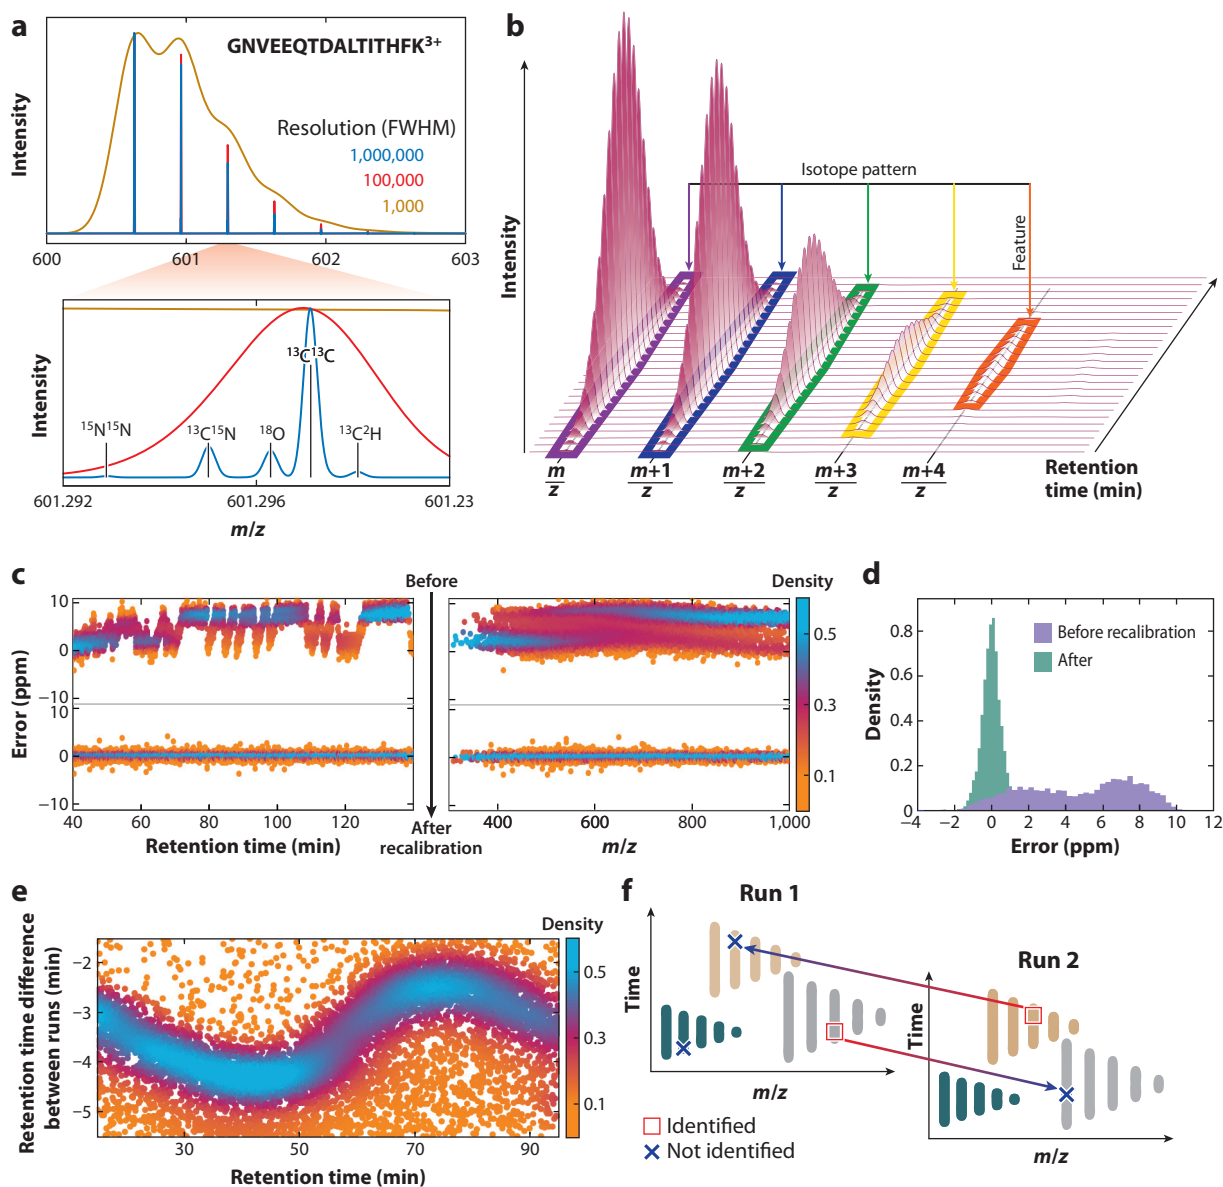 a
GNVEEQTDALTITHFK3+
Resolution (FWHM)
1,000,000
100,000
1,000
Intensity
600
601
602
603
13C13C
15N15N
13C15N
18O
13C2H
Intensity
601.292
601.296
601.23
m/z
b
Isotope pattern
Feature
Intensity
m/z
m+1/z
m+2/z
m+3/z
m+4/z
Retention
time (min)
c
Before
Density
10
0
−10
10
0
−10
Error (ppm)
0.5
0.3
0.1
40
60
80
100
120
After
recalibration
400
600
800
1,000
Retention time (min)
m/z
d
Before recalibration
After
Density
0.8
0.6
0.4
0.2
0
−4
−2
0
2
4
6
8
10
12
Error (ppm)
e
Density
Retention time difference
between runs (min)
−2
−3
−4
−5
0.5
0.3
0.1
30
50
70
90
Retention time (min)
f
Run 1
Time
m/z
Run 2
Time
m/z
Identified
Not identified